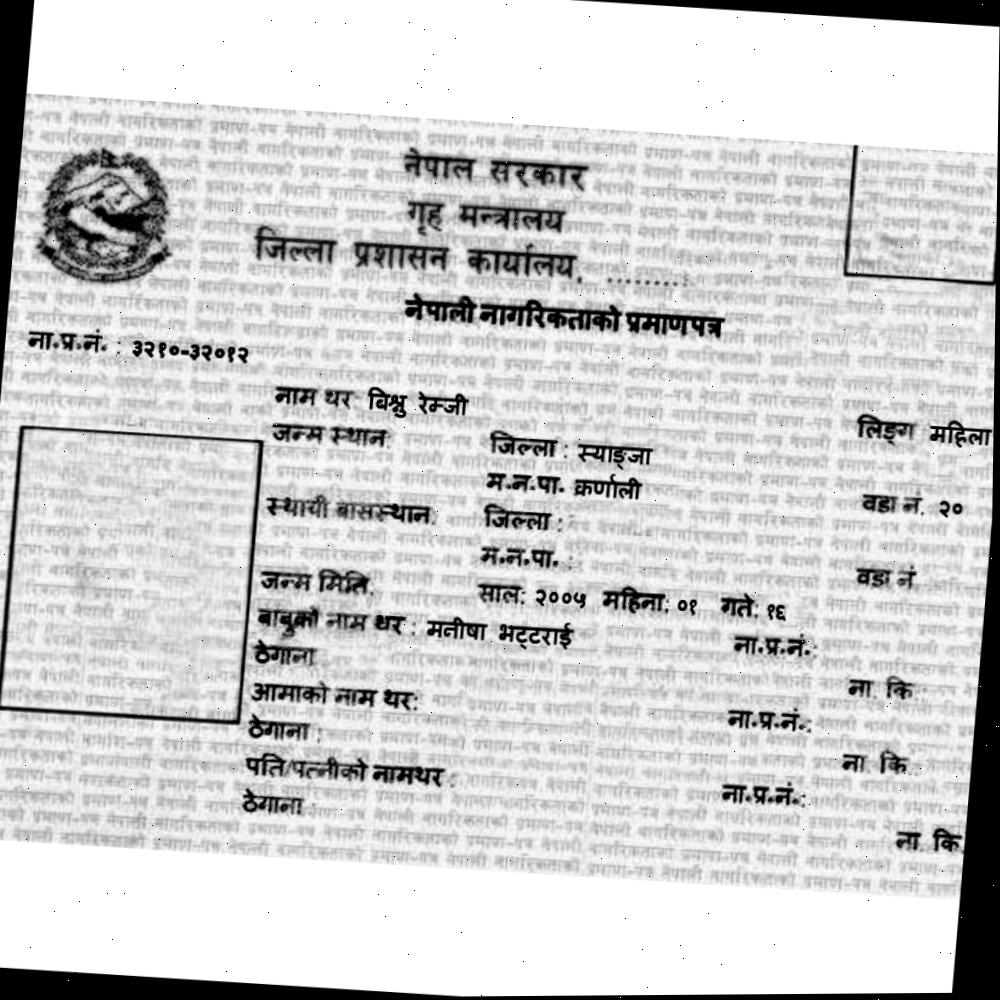 नेपाल सरकार
गृह मन्त्रालय
जिल्ला प्रशासन कार्यालय, .........
नेपाली नागरिकताको प्रमाणपत्र
ना.प्र.नं. : ३२१०-३२०१२
नाम थर बिश्नु रेम्जी लिङ्ग महिला
जन्म स्थान: जिल्ला : स्याङ्जा
म.न.पा. कर्णाली वडा नं. २०
स्थायी बासस्थान: जिल्ला :
म.न.पा. : वडा नं
जन्म मिति: साल: २००५ महिना: ०१ गते: १६
बाबुको नाम थर : मनीषा भट्टराई ना.प्र.नं.:
ठेगाना ना. कि.:
आमाको नाम थर: ना.प्र.नं.:
ठेगाना : ना. कि.
पति/पत्नीको नामथर : ना.प्र.नं.:
ठेगाना : ना. कि.